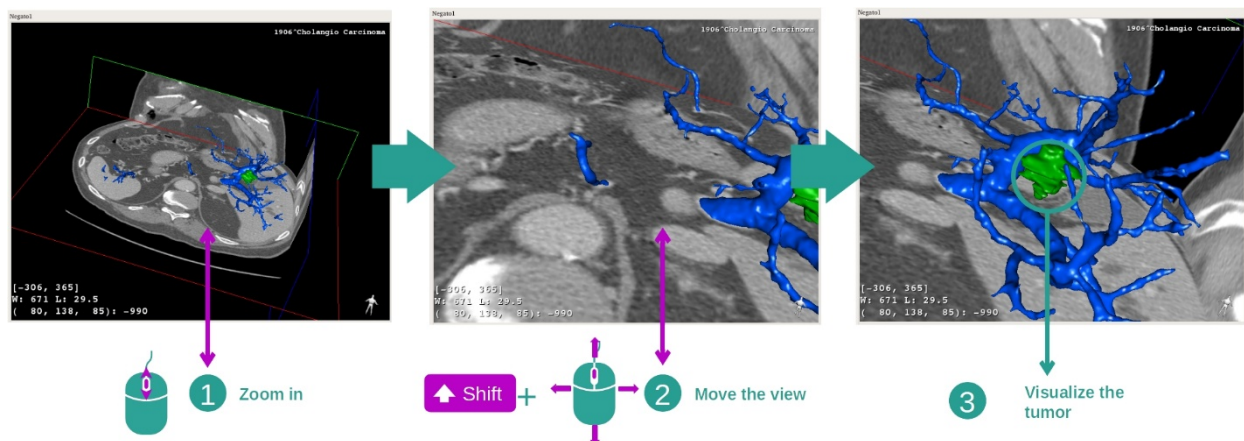 Negato1
1906^Cholangio Carcinoma
[-306, 365]
W: 671 L: 29.5
( 80, 138, 85): -990
Negato1
1906^Cholangio Carcinoma
[-306, 365]
W: 671 L: 29.5
( 80, 138, 85): -990
Negato1
1906^Cholangio Carcinoma
[-306, 365]
W: 671 L: 29.5
( 80, 138, 85): -990
1 Zoom in
Shift + 2 Move the view
3 Visualize the
tumor